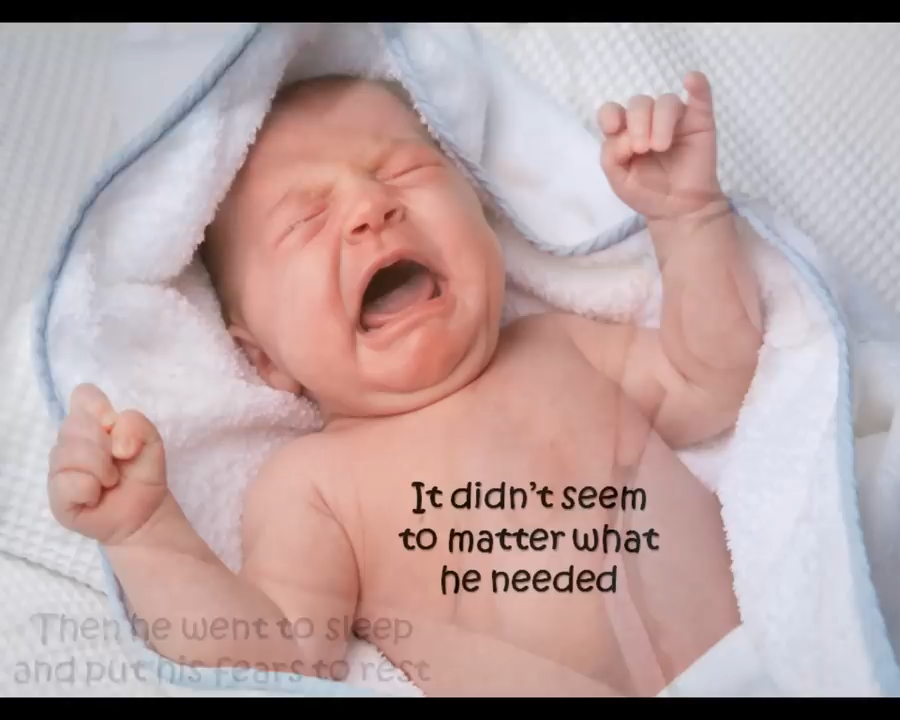 It didn't seem
to matter what
he needed
Then he went to sleep
and put his fears to rest